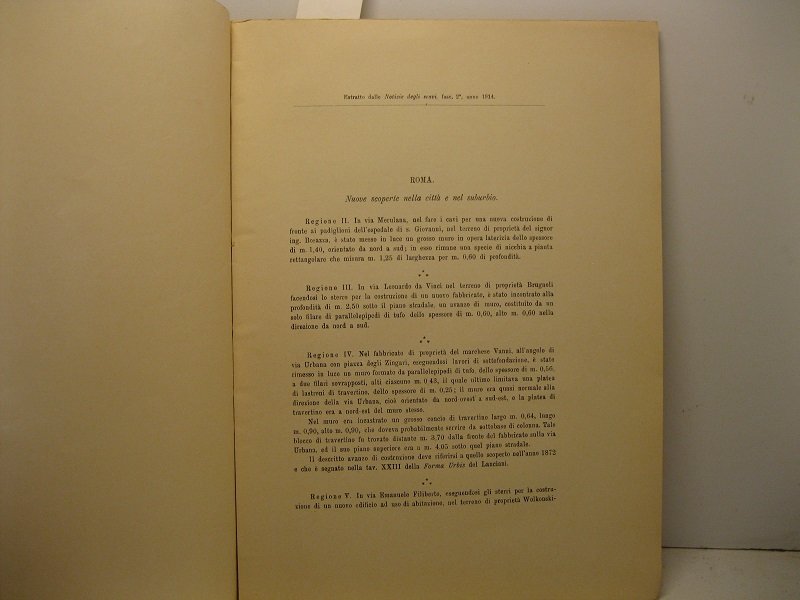 Estratto dalle Notizie degli scavi, fasc. 2°, anno 1914.
ROMA.
Nuove scoperte nella città e nel suburbio.
Regione II. In via Merulana, nel fare i cavi per una nuova costruzione di
fronte ai padiglioni dell'ospedale di s. Giovanni, nel terreno di proprietà del signor
ing. è stato messo in luce un grosso muro in opera laterizia dello spessore
di m. 1,40, orientato da nord a sud; in esso rimane una specie di nicchia a pianta
rettangolare che misura m. 1,25 di larghezza per m. 0,60 di profondità.
Regione III. In via Leonardo da Vinci nel terreno di proprietà Brugnoli
facendosi lo sterro per la costruzione di un nuovo fabbricato, è stato incontrato alla
profondità di m. 2,50 sotto il piano stradale, un avanzo di muro, costituito da un
solo filare di parallelepipedi di tufo dello spessore di m. 0,60, alto m. 0,60 nella
direzione da nord a sud.
Regione IV. Nel fabbricato di proprietà del marchese Vanni, all'angolo di
via Urbana con piazza degli Zingari, eseguendosi lavori di sottofondazione, è stato
rimesso in luce un muro formato da parallelepipedi di tufo, dello spessore di m. 0,56,
a due filari sovrapposti, alti ciascuno m. 0 43, il quale ultimo limitava una platea
di lastroni di travertino, dello spessore di m. 0,25; il muro era quasi normale alla
direzione della via Urbana, cioè orientato da nord-ovest a sud-est, e la platea di
travertino era a nord-est del muro stesso.
Nel muro era incastrato un grosso concio di travertino largo m. 0,64, lungo
m. 0,90, alto m. 0,90, che doveva probabilmente servire da sottobase di colonna. Tale
blocco di travertino fu trovato distante m. 3,70 dalla fronte del fabbricato sulla via
Urbana, ed il suo piano superiore era a m. 4,05 sotto quel piano stradale.
Il descritto avanzo di costruzione deve riferirsi a quello scoperto nell'anno 1872
e che è segnato nella tav. XXIII della Forma Urbis del Lanciani.
Regione V. In via Emanuele Filiberto, eseguendosi gli sterri per la costru-
zione di un nuovo edificio ad uso di abitazione, nel terreno di proprietà Wolkonski-